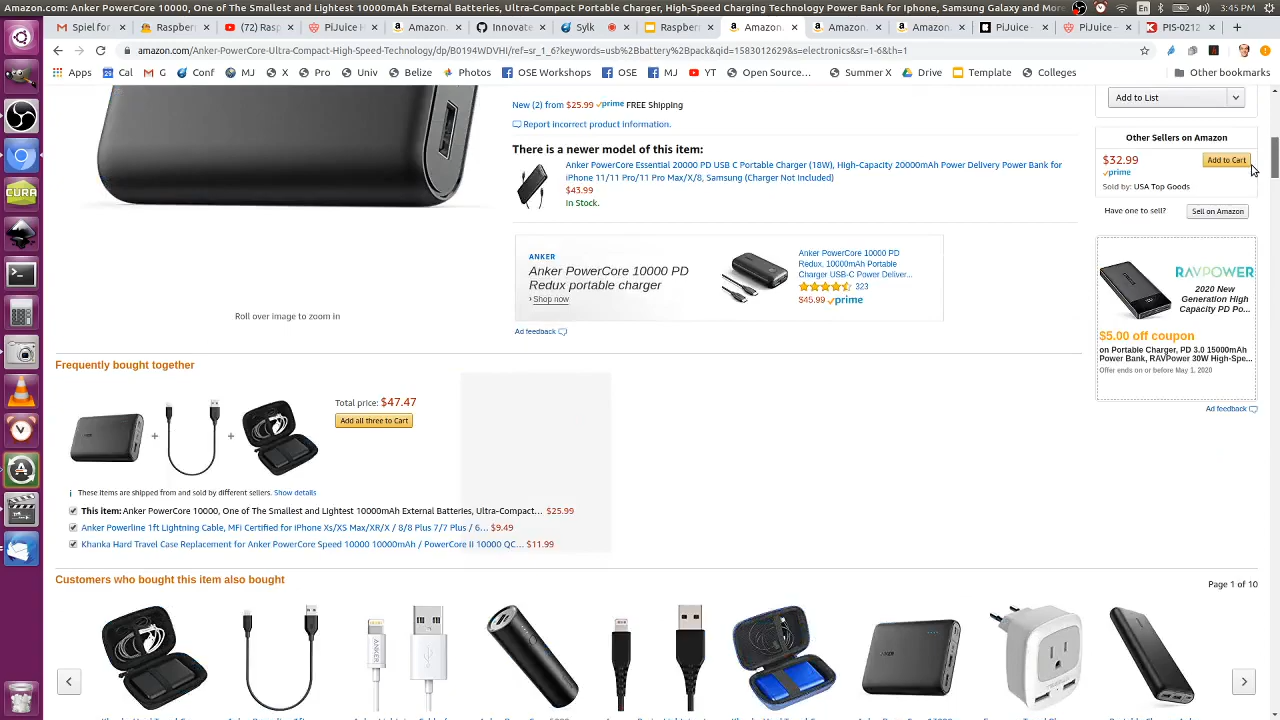 Amazon.com: Anker PowerCore 10000, One of The Smallest and Lightest 10000mAh External Batteries, Ultra-Compact, Portable Charger, High-Speed Charging Technology Power Bank for Iphone, Samsung Galaxy and Mor
En
3:45 PM
Spiel for
Raspberr
(72) Rasp
PiJuice H
Amazon.
Innovate
Sylk
Raspberr
Amazon.
Amazon.
Amazon.
PiJuice
PiJuice H
PIS-0212
amazon.com/Anker-PowerCore-Ultra-Compact-High-Speed-Technology/dp/B0194WDVHI/ref=sr_1_6?keywords=usb%2Bbattery%2Bpack&qid=1583012629&s=electronics&sr=1-6&th=1
Apps
Cal
G
Conf
MJ
X
Pro
Univ
Belize
Photos
OSE Workshops
OSE
MJ
YT
Open Source...
Summer X
Drive
Template
Colleges
Other bookmarks
New (2) from $25.99 prime FREE Shipping
Report incorrect product information.
There is a newer model of this item:
Anker PowerCore Essential 20000 PD USB C Portable Charger (18W), High-Capacity 20000mAh Power Delivery Power Bank for
iPhone 11/11 Pro/11 Pro Max/X/8, Samsung (Charger Not Included)
$43.99
In Stock.
ANKER
Anker PowerCore 10000 PD
Redux portable charger
› Shop now
Anker PowerCore 10000 PD
Redux, 10000mAh Portable
Charger USB-C Power Deliver...
323
$45.99 prime
Ad feedback
Roll over image to zoom in
Add to List
Other Sellers on Amazon
$32.99
Add to Cart
prime
Sold by: USA Top Goods
Have one to sell?
Sell on Amazon
RAVPOWER
2020 New
Generation High
Capacity PD Po...
$5.00 off coupon
on Portable Charger, PD 3.0 15000mAh
Power Bank, RAVPower 30W High-Spe...
Offer ends on or before May 1, 2020
Ad feedback
Frequently bought together
Total price: $47.47
Add all three to Cart
+
+
i These items are shipped from and sold by different sellers. Show details
This item: Anker PowerCore 10000, One of The Smallest and Lightest 10000mAh External Batteries, Ultra-Compact... $25.99
Anker Powerline 1ft Lightning Cable, MFi Certified for iPhone Xs/XS Max/XR/X / 8/8 Plus 7/7 Plus / 6... $9.49
Khanka Hard Travel Case Replacement for Anker PowerCore Speed 10000 10000mAh / PowerCore II 10000 QC... $11.99
Customers who bought this item also bought
Page 1 of 10
CURA